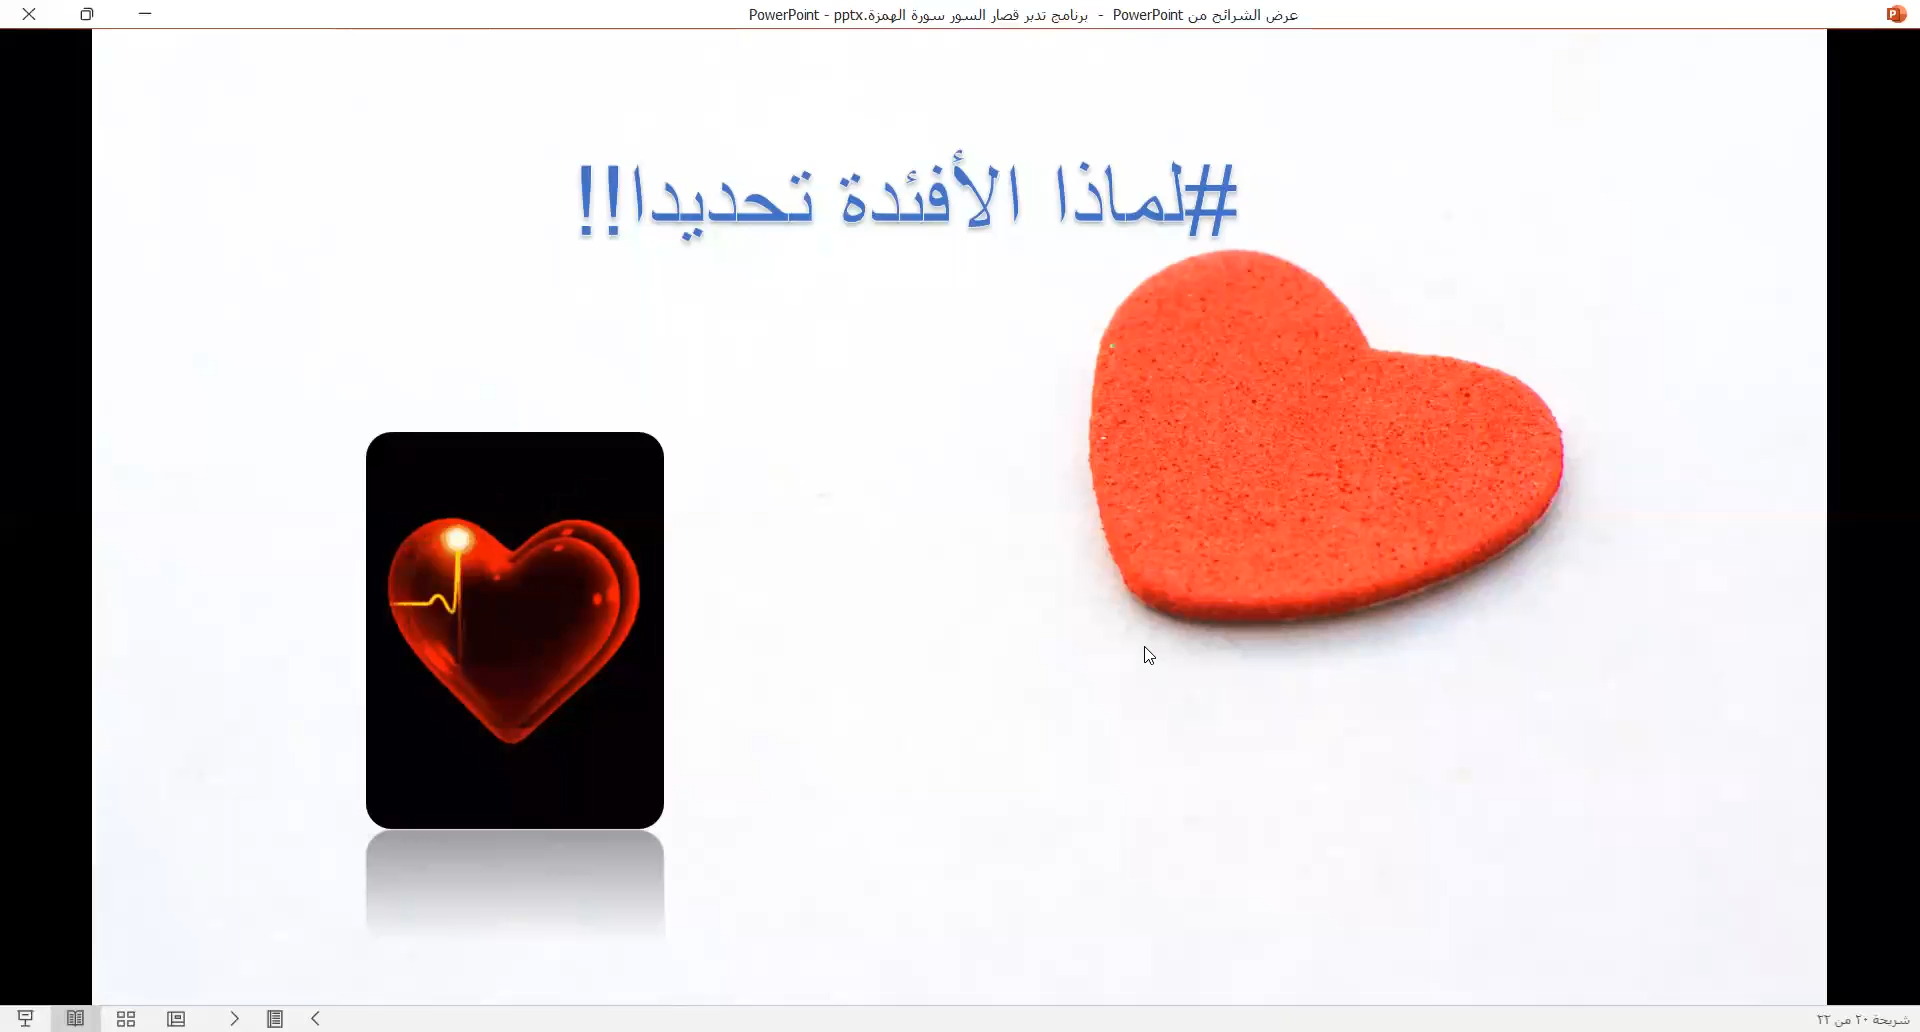 عرض الشرائح من PowerPoint - برنامج تدبر قصار السور سورة الهمزة.PowerPoint - pptx
#لماذا الأفئدة تحديدا!!
شريحة ٢٠ من ٢٢